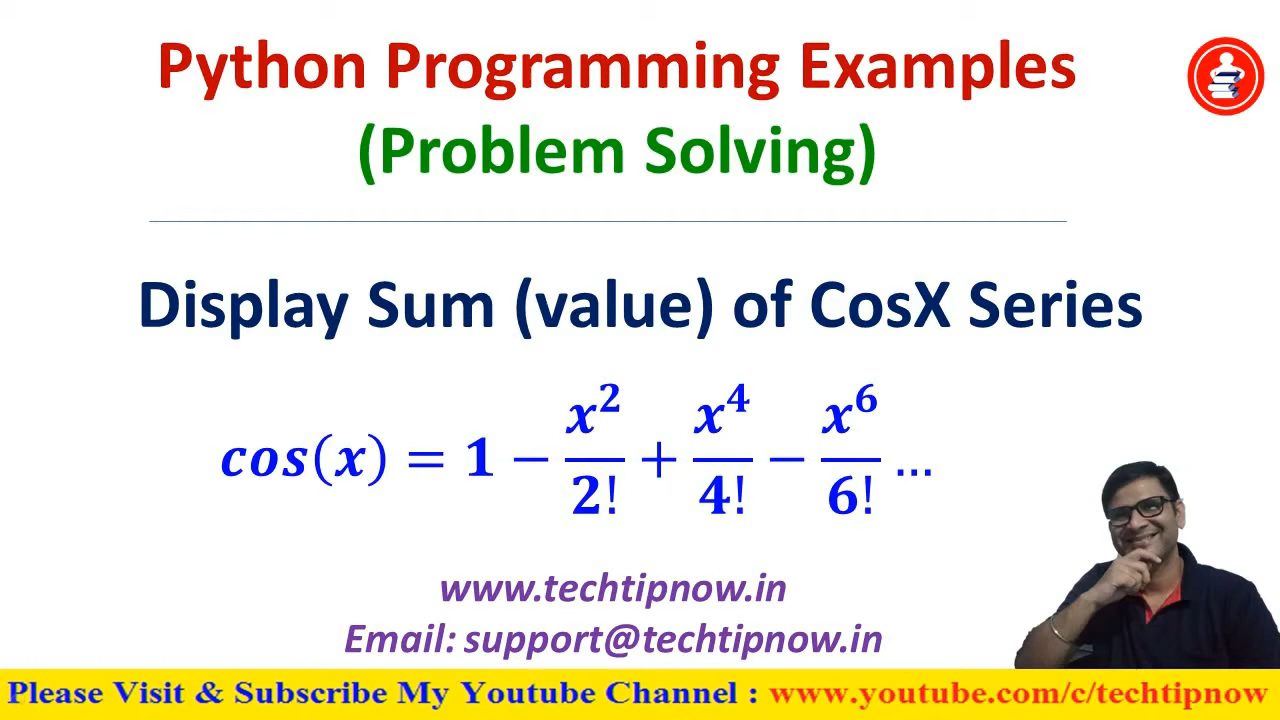 Python Programming Examples
(Problem Solving)
Display Sum (value) of CosX Series
cos(x) = 1 − x²/2! + x⁴/4! − x⁶/6! ...
www.techtipnow.in
Email: support@techtipnow.in
Please Visit & Subscribe My Youtube Channel : www.youtube.com/c/techtipnow